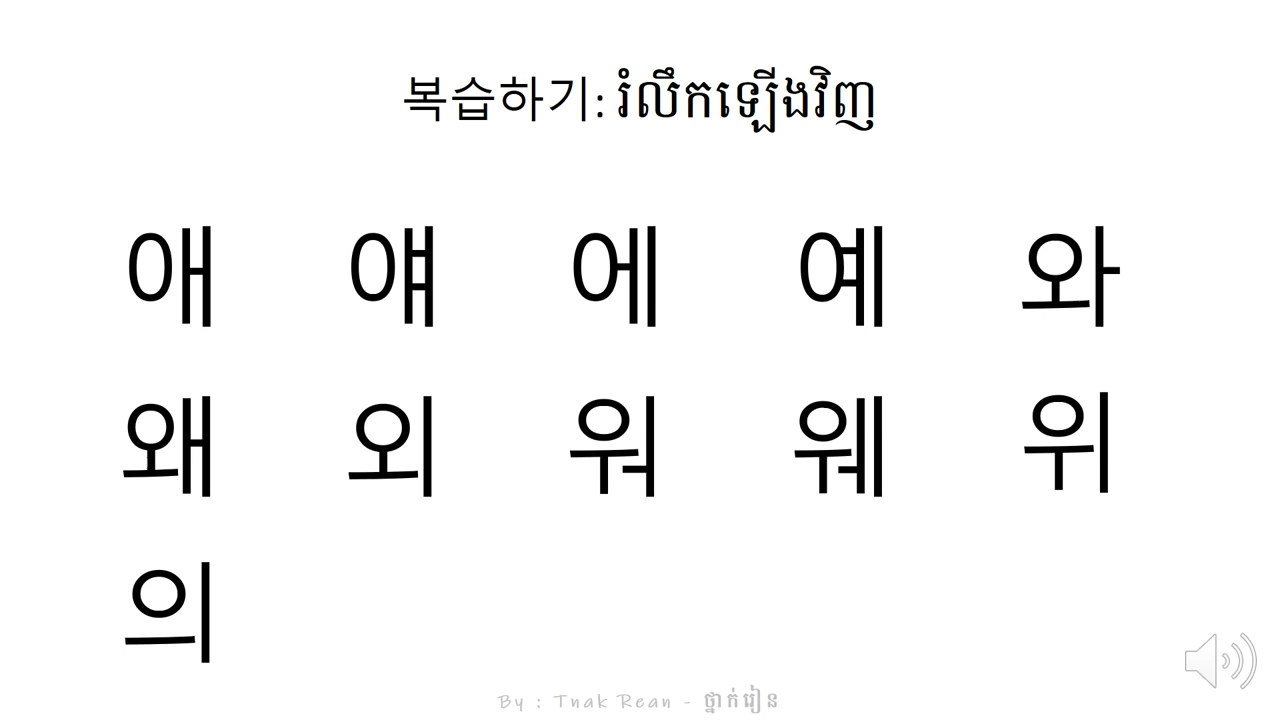 복습하기: រំលឹកឡើងវិញ
애 얘 에 예 와
왜 외 워 웨 위
의
By : Tnak Rean - ថ្នាក់រៀន